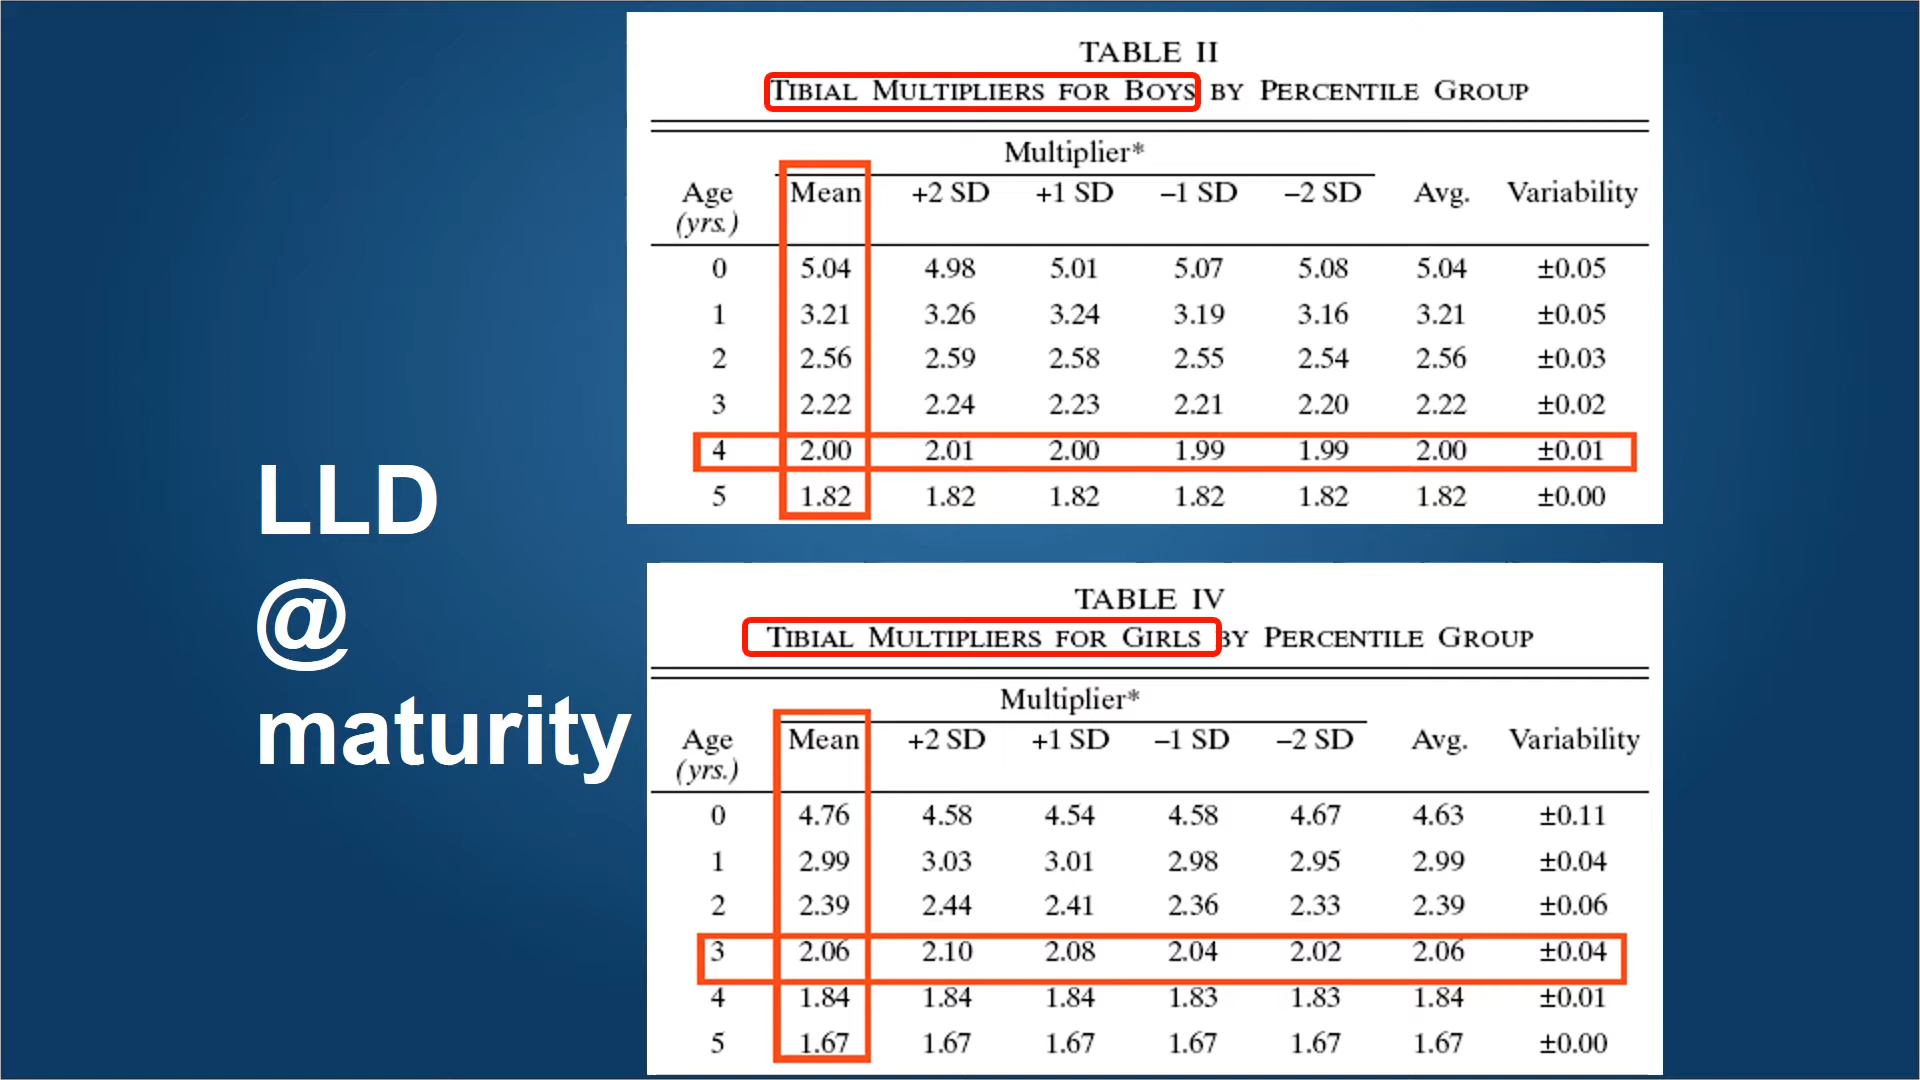 LLD
@
maturity
TABLE II
TIBIAL MULTIPLIERS FOR BOYS BY PERCENTILE GROUP
Multiplier*
Age Mean +2 SD +1 SD –1 SD –2 SD Avg. Variability
(yrs.)
0 5.04 4.98 5.01 5.07 5.08 5.04 ±0.05
1 3.21 3.26 3.24 3.19 3.16 3.21 ±0.05
2 2.56 2.59 2.58 2.55 2.54 2.56 ±0.03
3 2.22 2.24 2.23 2.21 2.20 2.22 ±0.02
4 2.00 2.01 2.00 1.99 1.99 2.00 ±0.01
5 1.82 1.82 1.82 1.82 1.82 1.82 ±0.00
TABLE IV
TIBIAL MULTIPLIERS FOR GIRLS BY PERCENTILE GROUP
Multiplier*
Age Mean +2 SD +1 SD –1 SD –2 SD Avg. Variability
(yrs.)
0 4.76 4.58 4.54 4.58 4.67 4.63 ±0.11
1 2.99 3.03 3.01 2.98 2.95 2.99 ±0.04
2 2.39 2.44 2.41 2.36 2.33 2.39 ±0.06
3 2.06 2.10 2.08 2.04 2.02 2.06 ±0.04
4 1.84 1.84 1.84 1.83 1.83 1.84 ±0.01
5 1.67 1.67 1.67 1.67 1.67 1.67 ±0.00